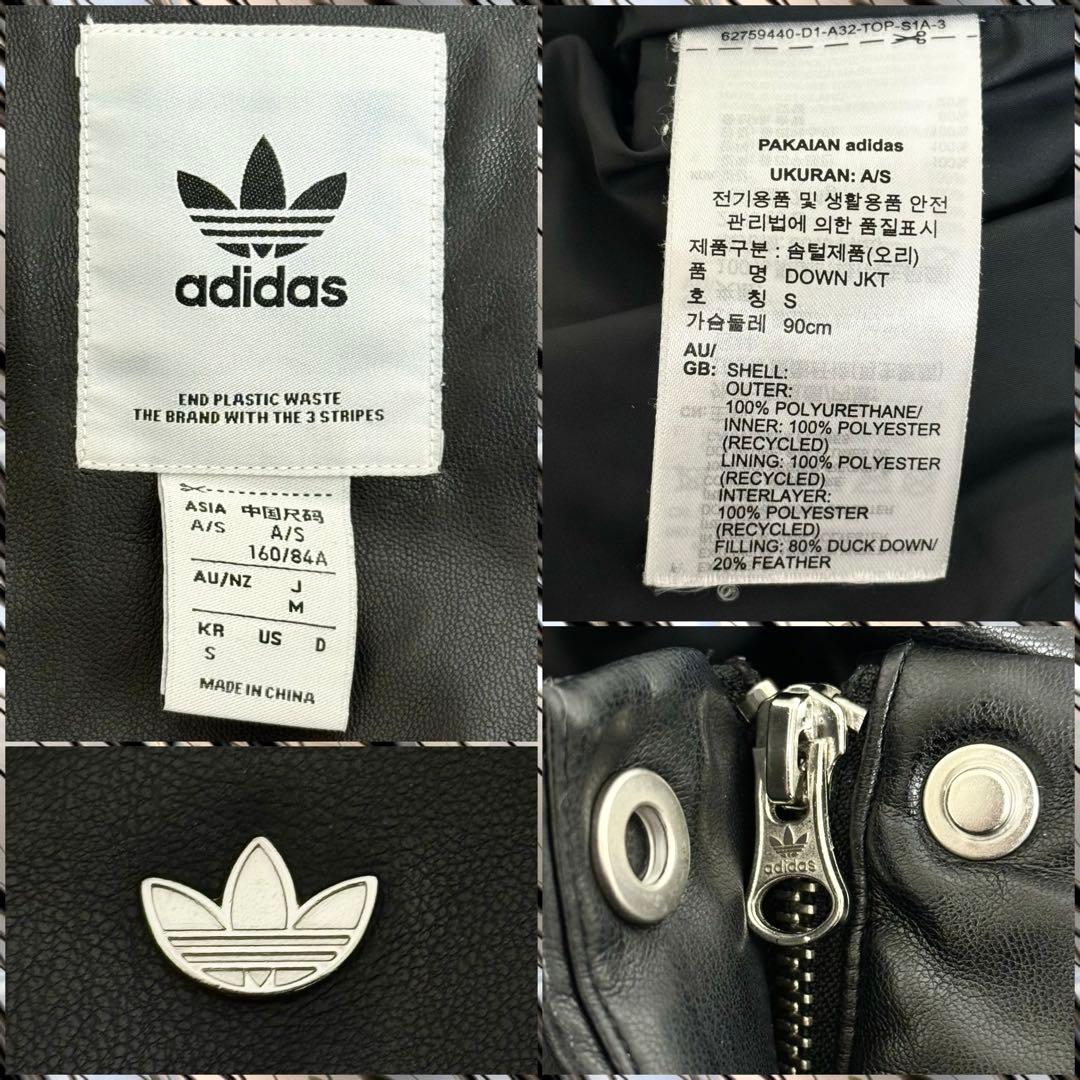 adidas
END PLASTIC WASTE
THE BRAND WITH THE 3 STRIPES
ASIA 中国尺码
A/S A/S
160/84A
AU/NZ J
M
KR US D
S
MADE IN CHINA
62759440-D1-A32-TOP-S1A-3
PAKAIAN adidas
UKURAN: A/S
전기용품 및 생활용품 안전
관리법에 의한 품질표시
제품구분 : 솜털제품(오리)
품 명 DOWN JKT
호 칭 S
가슴둘레 90cm
AU/
GB: SHELL:
OUTER:
100% POLYURETHANE/
INNER: 100% POLYESTER
(RECYCLED)
LINING: 100% POLYESTER
(RECYCLED)
INTERLAYER:
100% POLYESTER
(RECYCLED)
FILLING: 80% DUCK DOWN/
20% FEATHER
adidas